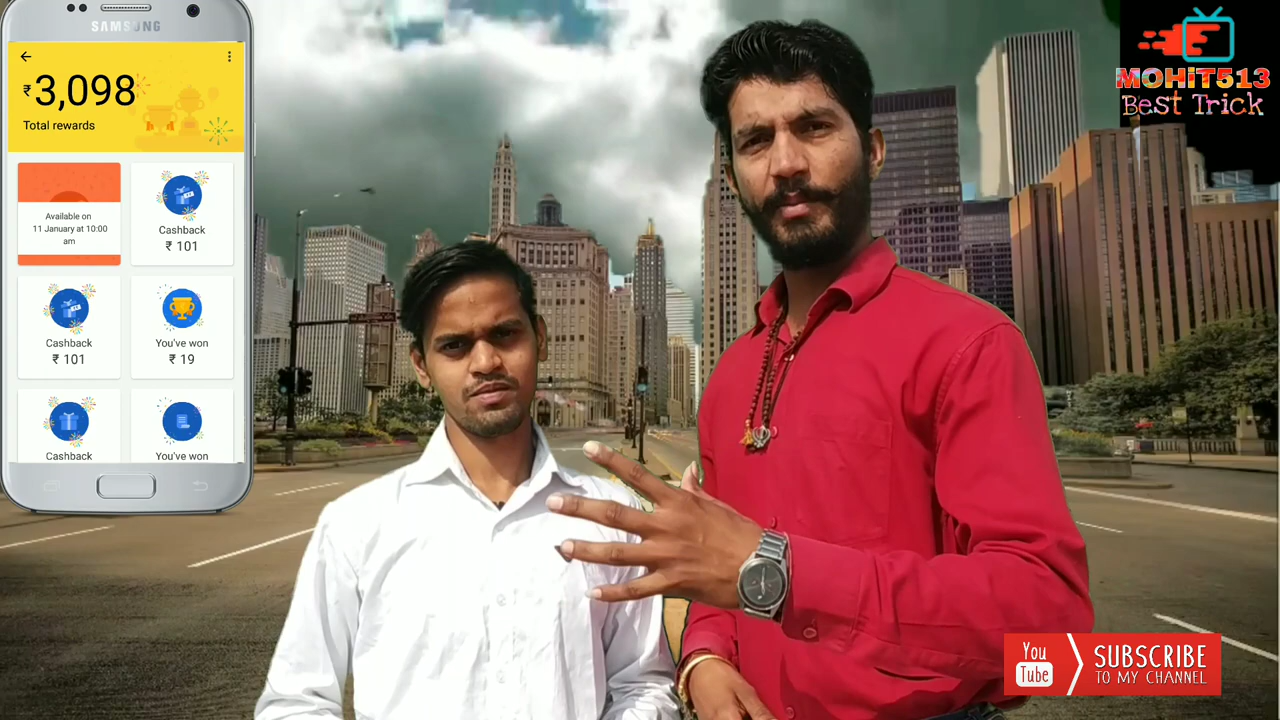 SAMSUNG
₹3,098
Total rewards
Available on
11 January at 10:00
am
Cashback
₹ 101
Cashback
₹ 101
You've won
₹ 19
Cashback
You've won
MOHiT513
Best Trick
You
Tube
SUBSCRIBE
TO MY CHANNEL